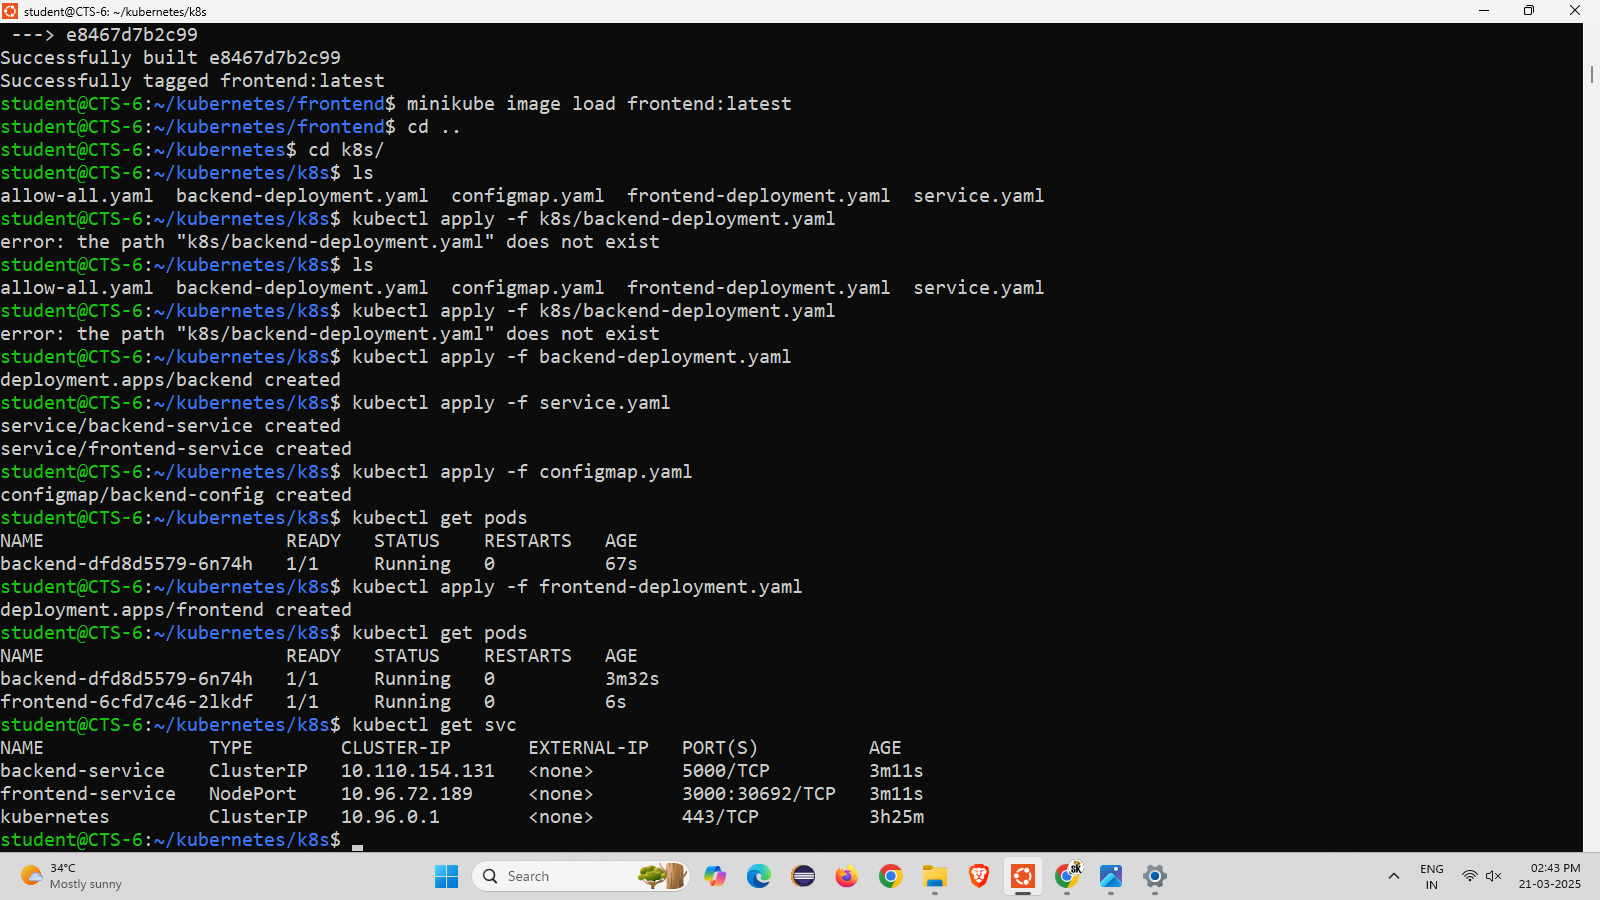 student@CTS-6: ~/kubernetes/k8s
---> e8467d7b2c99
Successfully built e8467d7b2c99
Successfully tagged frontend:latest
student@CTS-6:~/kubernetes/frontend$ minikube image load frontend:latest
student@CTS-6:~/kubernetes/frontend$ cd ..
student@CTS-6:~/kubernetes$ cd k8s/
student@CTS-6:~/kubernetes/k8s$ ls
allow-all.yaml  backend-deployment.yaml  configmap.yaml  frontend-deployment.yaml  service.yaml
student@CTS-6:~/kubernetes/k8s$ kubectl apply -f k8s/backend-deployment.yaml
error: the path "k8s/backend-deployment.yaml" does not exist
student@CTS-6:~/kubernetes/k8s$ ls
allow-all.yaml  backend-deployment.yaml  configmap.yaml  frontend-deployment.yaml  service.yaml
student@CTS-6:~/kubernetes/k8s$ kubectl apply -f k8s/backend-deployment.yaml
error: the path "k8s/backend-deployment.yaml" does not exist
student@CTS-6:~/kubernetes/k8s$ kubectl apply -f backend-deployment.yaml
deployment.apps/backend created
student@CTS-6:~/kubernetes/k8s$ kubectl apply -f service.yaml
service/backend-service created
service/frontend-service created
student@CTS-6:~/kubernetes/k8s$ kubectl apply -f configmap.yaml
configmap/backend-config created
student@CTS-6:~/kubernetes/k8s$ kubectl get pods
NAME                      READY   STATUS    RESTARTS   AGE
backend-dfd8d5579-6n74h   1/1     Running   0          67s
student@CTS-6:~/kubernetes/k8s$ kubectl apply -f frontend-deployment.yaml
deployment.apps/frontend created
student@CTS-6:~/kubernetes/k8s$ kubectl get pods
NAME                      READY   STATUS    RESTARTS   AGE
backend-dfd8d5579-6n74h   1/1     Running   0          3m32s
frontend-6cfd7c46-2lkdf   1/1     Running   0          6s
student@CTS-6:~/kubernetes/k8s$ kubectl get svc
NAME               TYPE        CLUSTER-IP       EXTERNAL-IP   PORT(S)          AGE
backend-service    ClusterIP   10.110.154.131   <none>        5000/TCP         3m11s
frontend-service   NodePort    10.96.72.189     <none>        3000:30692/TCP   3m11s
kubernetes         ClusterIP   10.96.0.1        <none>        443/TCP          3h25m
student@CTS-6:~/kubernetes/k8s$
34°C
Mostly sunny
Search
SK
ENG
IN
02:43 PM
21-03-2025